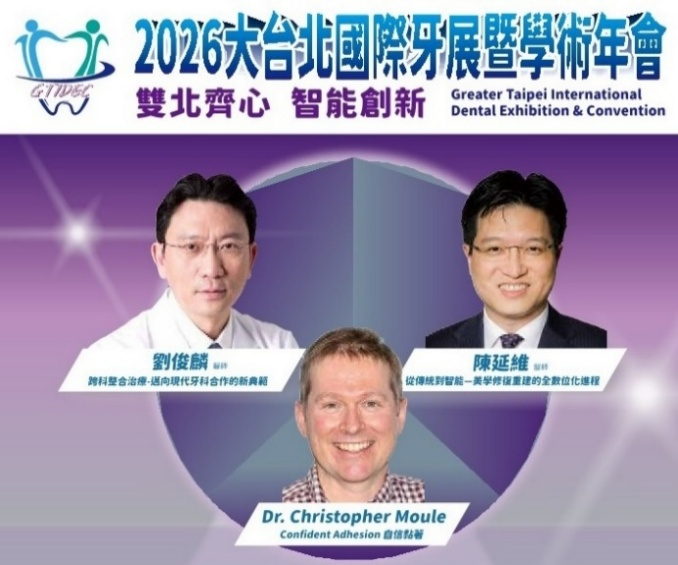 GTIDEC
2026大台北國際牙展暨學術年會
雙北齊心 智能創新
Greater Taipei International
Dental Exhibition & Convention
劉俊麟 醫師
跨科整合治療-邁向現代牙科合作的新典範
陳延維 醫師
從傳統到智能—美學修復重建的全數位化進程
Dr. Christopher Moule
Confident Adhesion 自信黏著